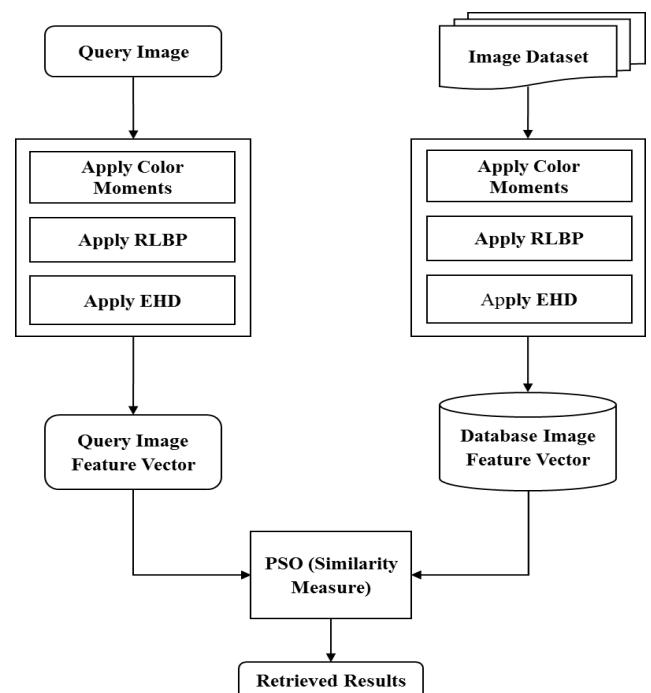 Query Image
Image Dataset
Apply Color
Moments
Apply RLBP
Apply EHD
Apply Color
Moments
Apply RLBP
Apply EHD
Query Image
Feature Vector
Database Image
Feature Vector
PSO (Similarity
Measure)
Retrieved Results